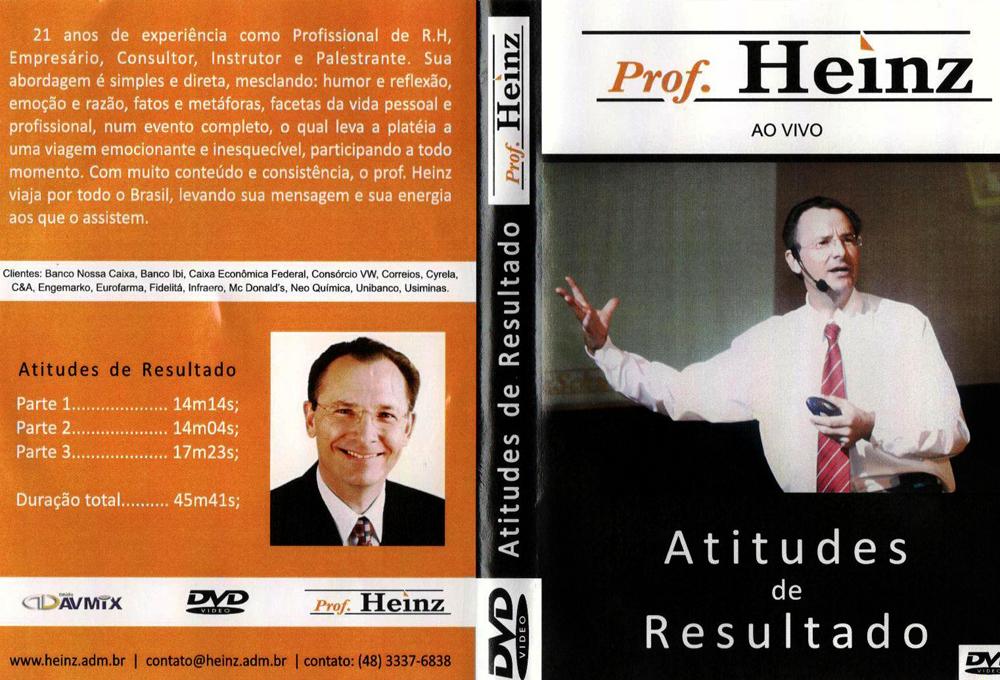 21 anos de experiência como Profissional de R.H,
Empresário, Consultor, Instrutor e Palestrante. Sua
abordagem é simples e direta, mesclando: humor e reflexão,
emoção e razão, fatos e metáforas, facetas da vida pessoal e
profissional, num evento completo, o qual leva a platéia a
uma viagem emocionante e inesquecível, participando a todo
momento. Com muito conteúdo e consistência, o prof. Heinz
viaja por todo o Brasil, levando sua mensagem e sua energia
aos que o assistem.
Clientes: Banco Nossa Caixa, Banco Ibi, Caixa Econômica Federal, Consórcio VW, Correios, Cyrela,
C&A, Engemarko, Eurofarma, Fidelitá, Infraero, Mc Donald's, Neo Química, Unibanco, Usiminas.
Atitudes de Resultado
Parte 1.................... 14m14s;
Parte 2.................... 14m04s;
Parte 3.................... 17m23s;
Duração total.......... 45m41s;
AVMIX
DVD
VIDEO
Prof. Heinz
www.heinz.adm.br | contato@heinz.adm.br | contato: (48) 3337-6838
Prof. Heinz
Atitudes de Resultado
DVD
VIDEO
Prof. Heinz
AO VIVO
Atitudes
de
Resultado
DV
VIDEO